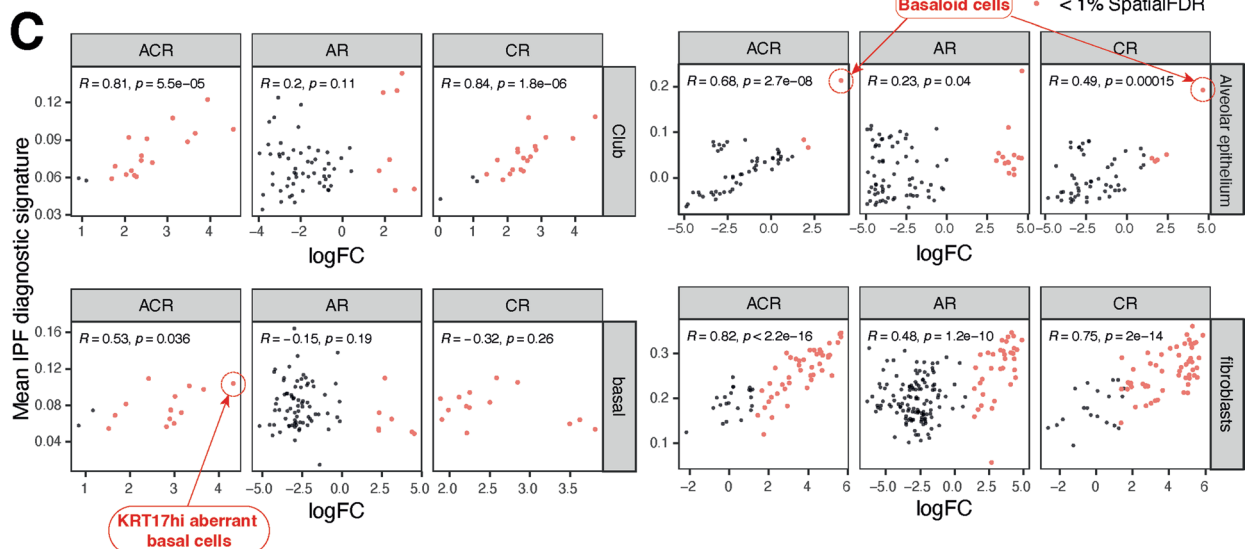 C
Basaloid cells
< 1% SpatialFDR
Mean IPF diagnostic signature
ACR
AR
CR
R = 0.81, p = 5.5e−05
R = 0.2, p = 0.11
R = 0.84, p = 1.8e−06
Club
0.12
0.09
0.06
0.03
1 2 3 4
−4 −2 0 2
0 1 2 3 4
logFC
logFC
ACR
AR
CR
R = 0.68, p = 2.7e−08
R = 0.23, p = 0.04
R = 0.49, p = 0.00015
Alveolar epithelium
0.2
0.1
0.0
−5.0 −2.5 0.0 2.5
−5.0 −2.5 0.0 2.5 5.0
−5.0 −2.5 0.0 2.5 5.0
logFC
ACR
AR
CR
R = 0.53, p = 0.036
R = −0.15, p = 0.19
R = −0.32, p = 0.26
basal
0.16
0.12
0.08
0.04
1 2 3 4
−5.0 −2.5 0.0 2.5 5.0
2.0 2.5 3.0 3.5
logFC
KRT17hi aberrant
basal cells
ACR
AR
CR
R = 0.82, p < 2.2e−16
R = 0.48, p = 1.2e−10
R = 0.75, p = 2e−14
fibroblasts
0.3
0.2
0.1
−2 0 2 4 6
−5.0 −2.5 0.0 2.5 5.0
−2 0 2 4 6
logFC